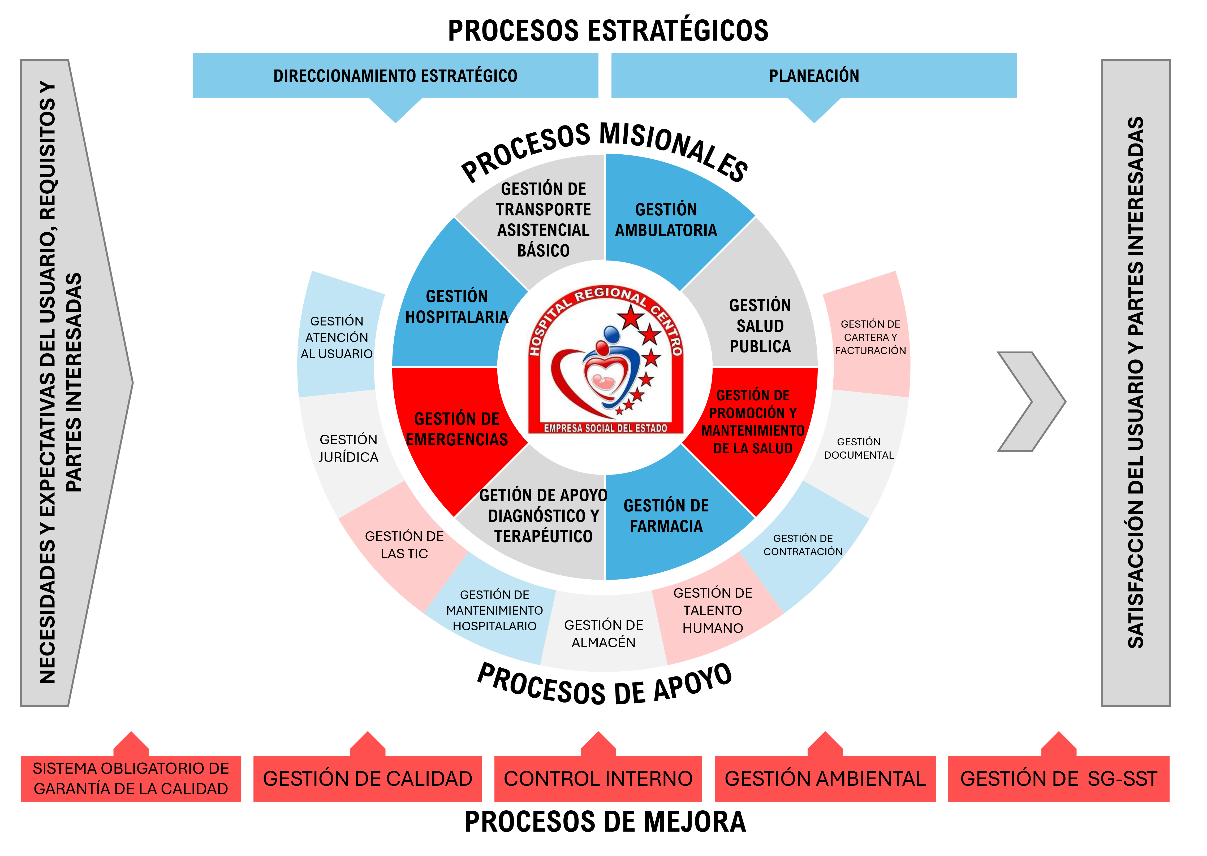 PROCESOS ESTRATÉGICOS
DIRECCIONAMIENTO ESTRATÉGICO
PLANEACIÓN
NECESIDADES Y EXPECTATIVAS DEL USUARIO, REQUISITOS Y
PARTES INTERESADAS
PROCESOS MISIONALES
GESTIÓN DE
TRANSPORTE
ASISTENCIAL
BÁSICO
GESTIÓN
AMBULATORIA
GESTIÓN
HOSPITALARIA
GESTIÓN
SALUD
PUBLICA
GESTIÓN DE
EMERGENCIAS
GESTIÓN DE
PROMOCIÓN Y
MANTENIMIENTO
DE LA SALUD
GETIÓN DE APOYO
DIAGNÓSTICO Y
TERAPÉUTICO
GESTIÓN DE
FARMACIA
HOSPITAL REGIONAL CENTRO
EMPRESA SOCIAL DEL ESTADO
GESTIÓN
ATENCIÓN
AL USUARIO
GESTIÓN
JURÍDICA
GESTIÓN DE
LAS TIC
GESTIÓN DE
MANTENIMIENTO
HOSPITALARIO
GESTIÓN DE
ALMACÉN
GESTIÓN DE
TALENTO
HUMANO
GESTIÓN DE
CONTRATACIÓN
GESTIÓN
DOCUMENTAL
GESTIÓN DE
CARTERA Y
FACTURACIÓN
PROCESOS DE APOYO
SATISFACCIÓN DEL USUARIO Y PARTES INTERESADAS
SISTEMA OBLIGATORIO DE
GARANTÍA DE LA CALIDAD
GESTIÓN DE CALIDAD
CONTROL INTERNO
GESTIÓN AMBIENTAL
GESTIÓN DE SG-SST
PROCESOS DE MEJORA